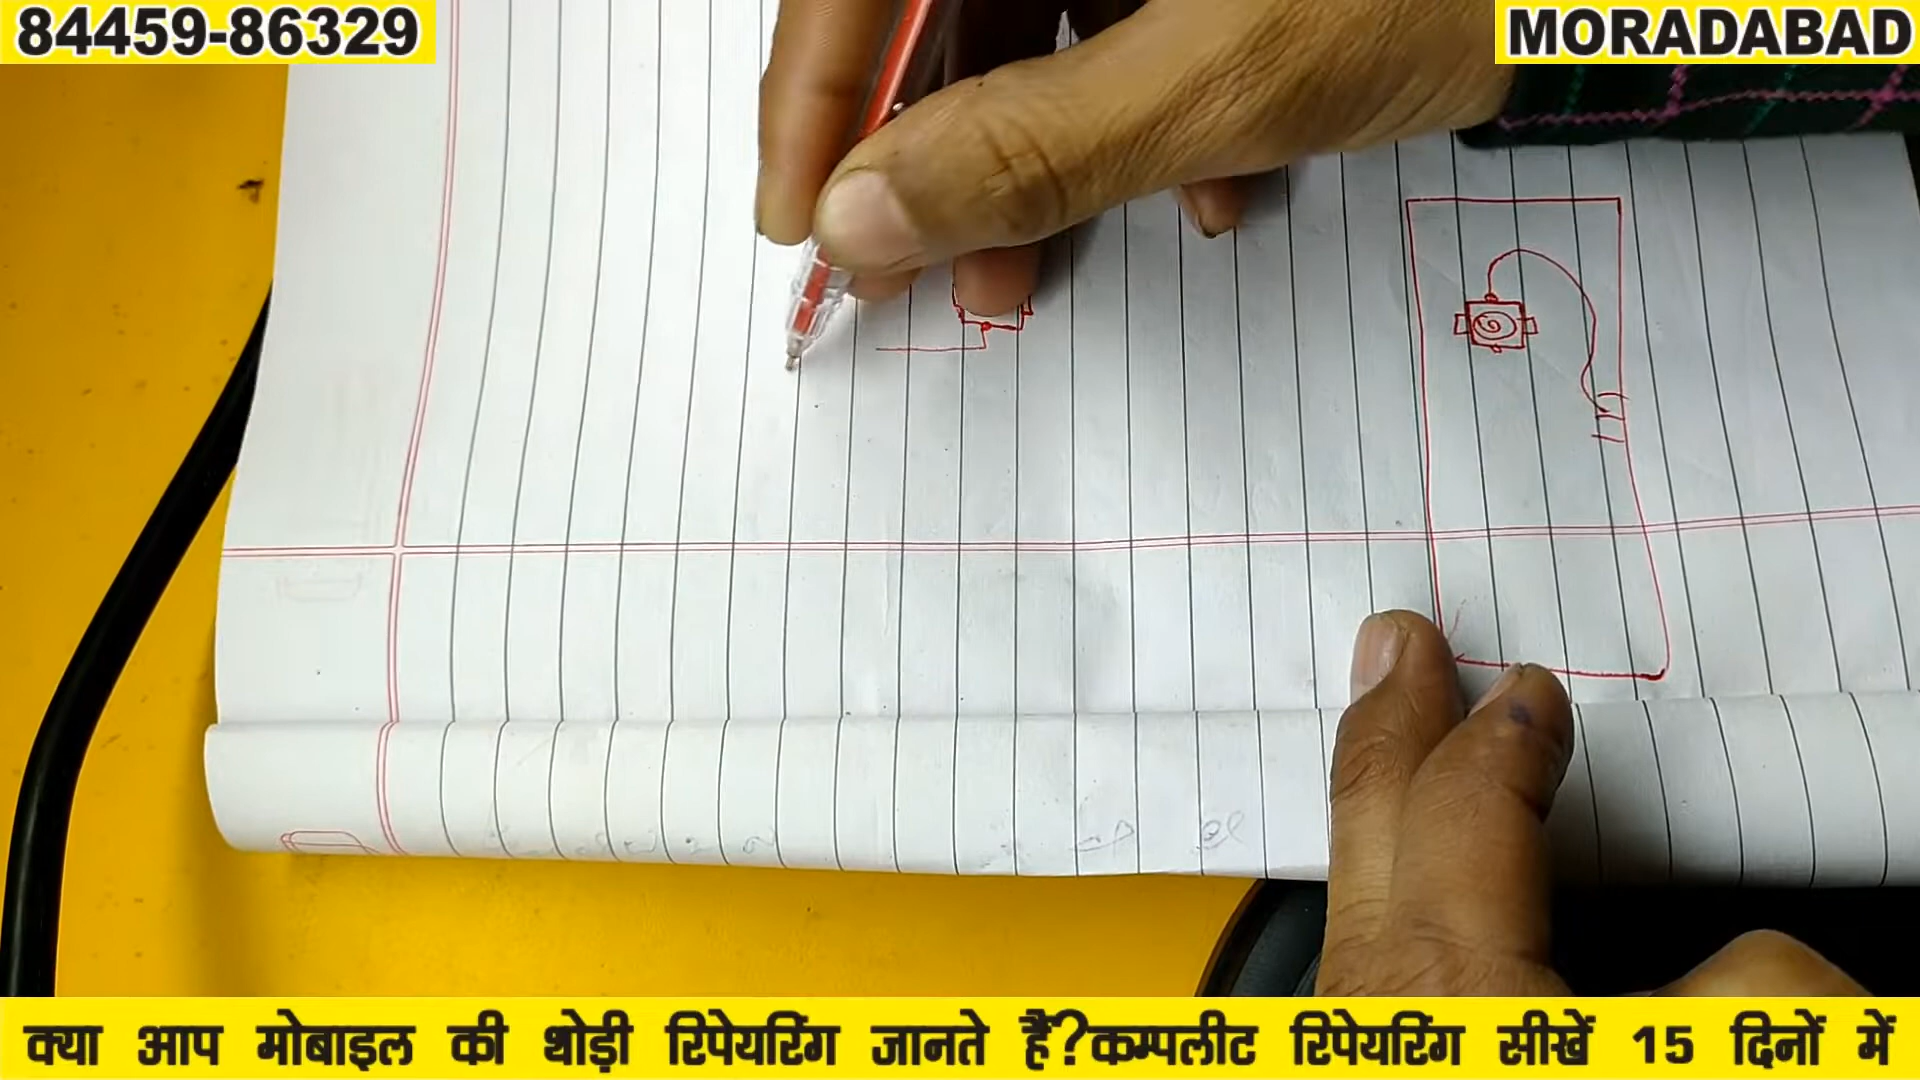 84459-86329
MORADABAD
क्या आप मोबाइल की थोड़ी रिपेयरिंग जानते हैं?कम्पलीट रिपेयरिंग सीखें 15 दिनों में